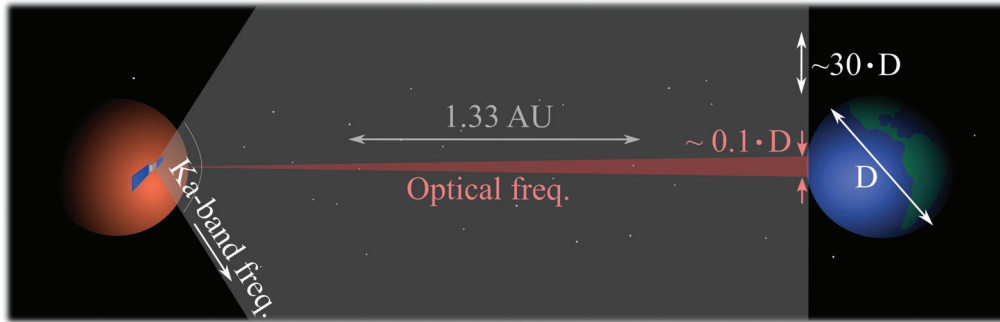 ~30·D
1.33 AU
~ 0.1·D
Optical freq.
D
Ka-band freq.